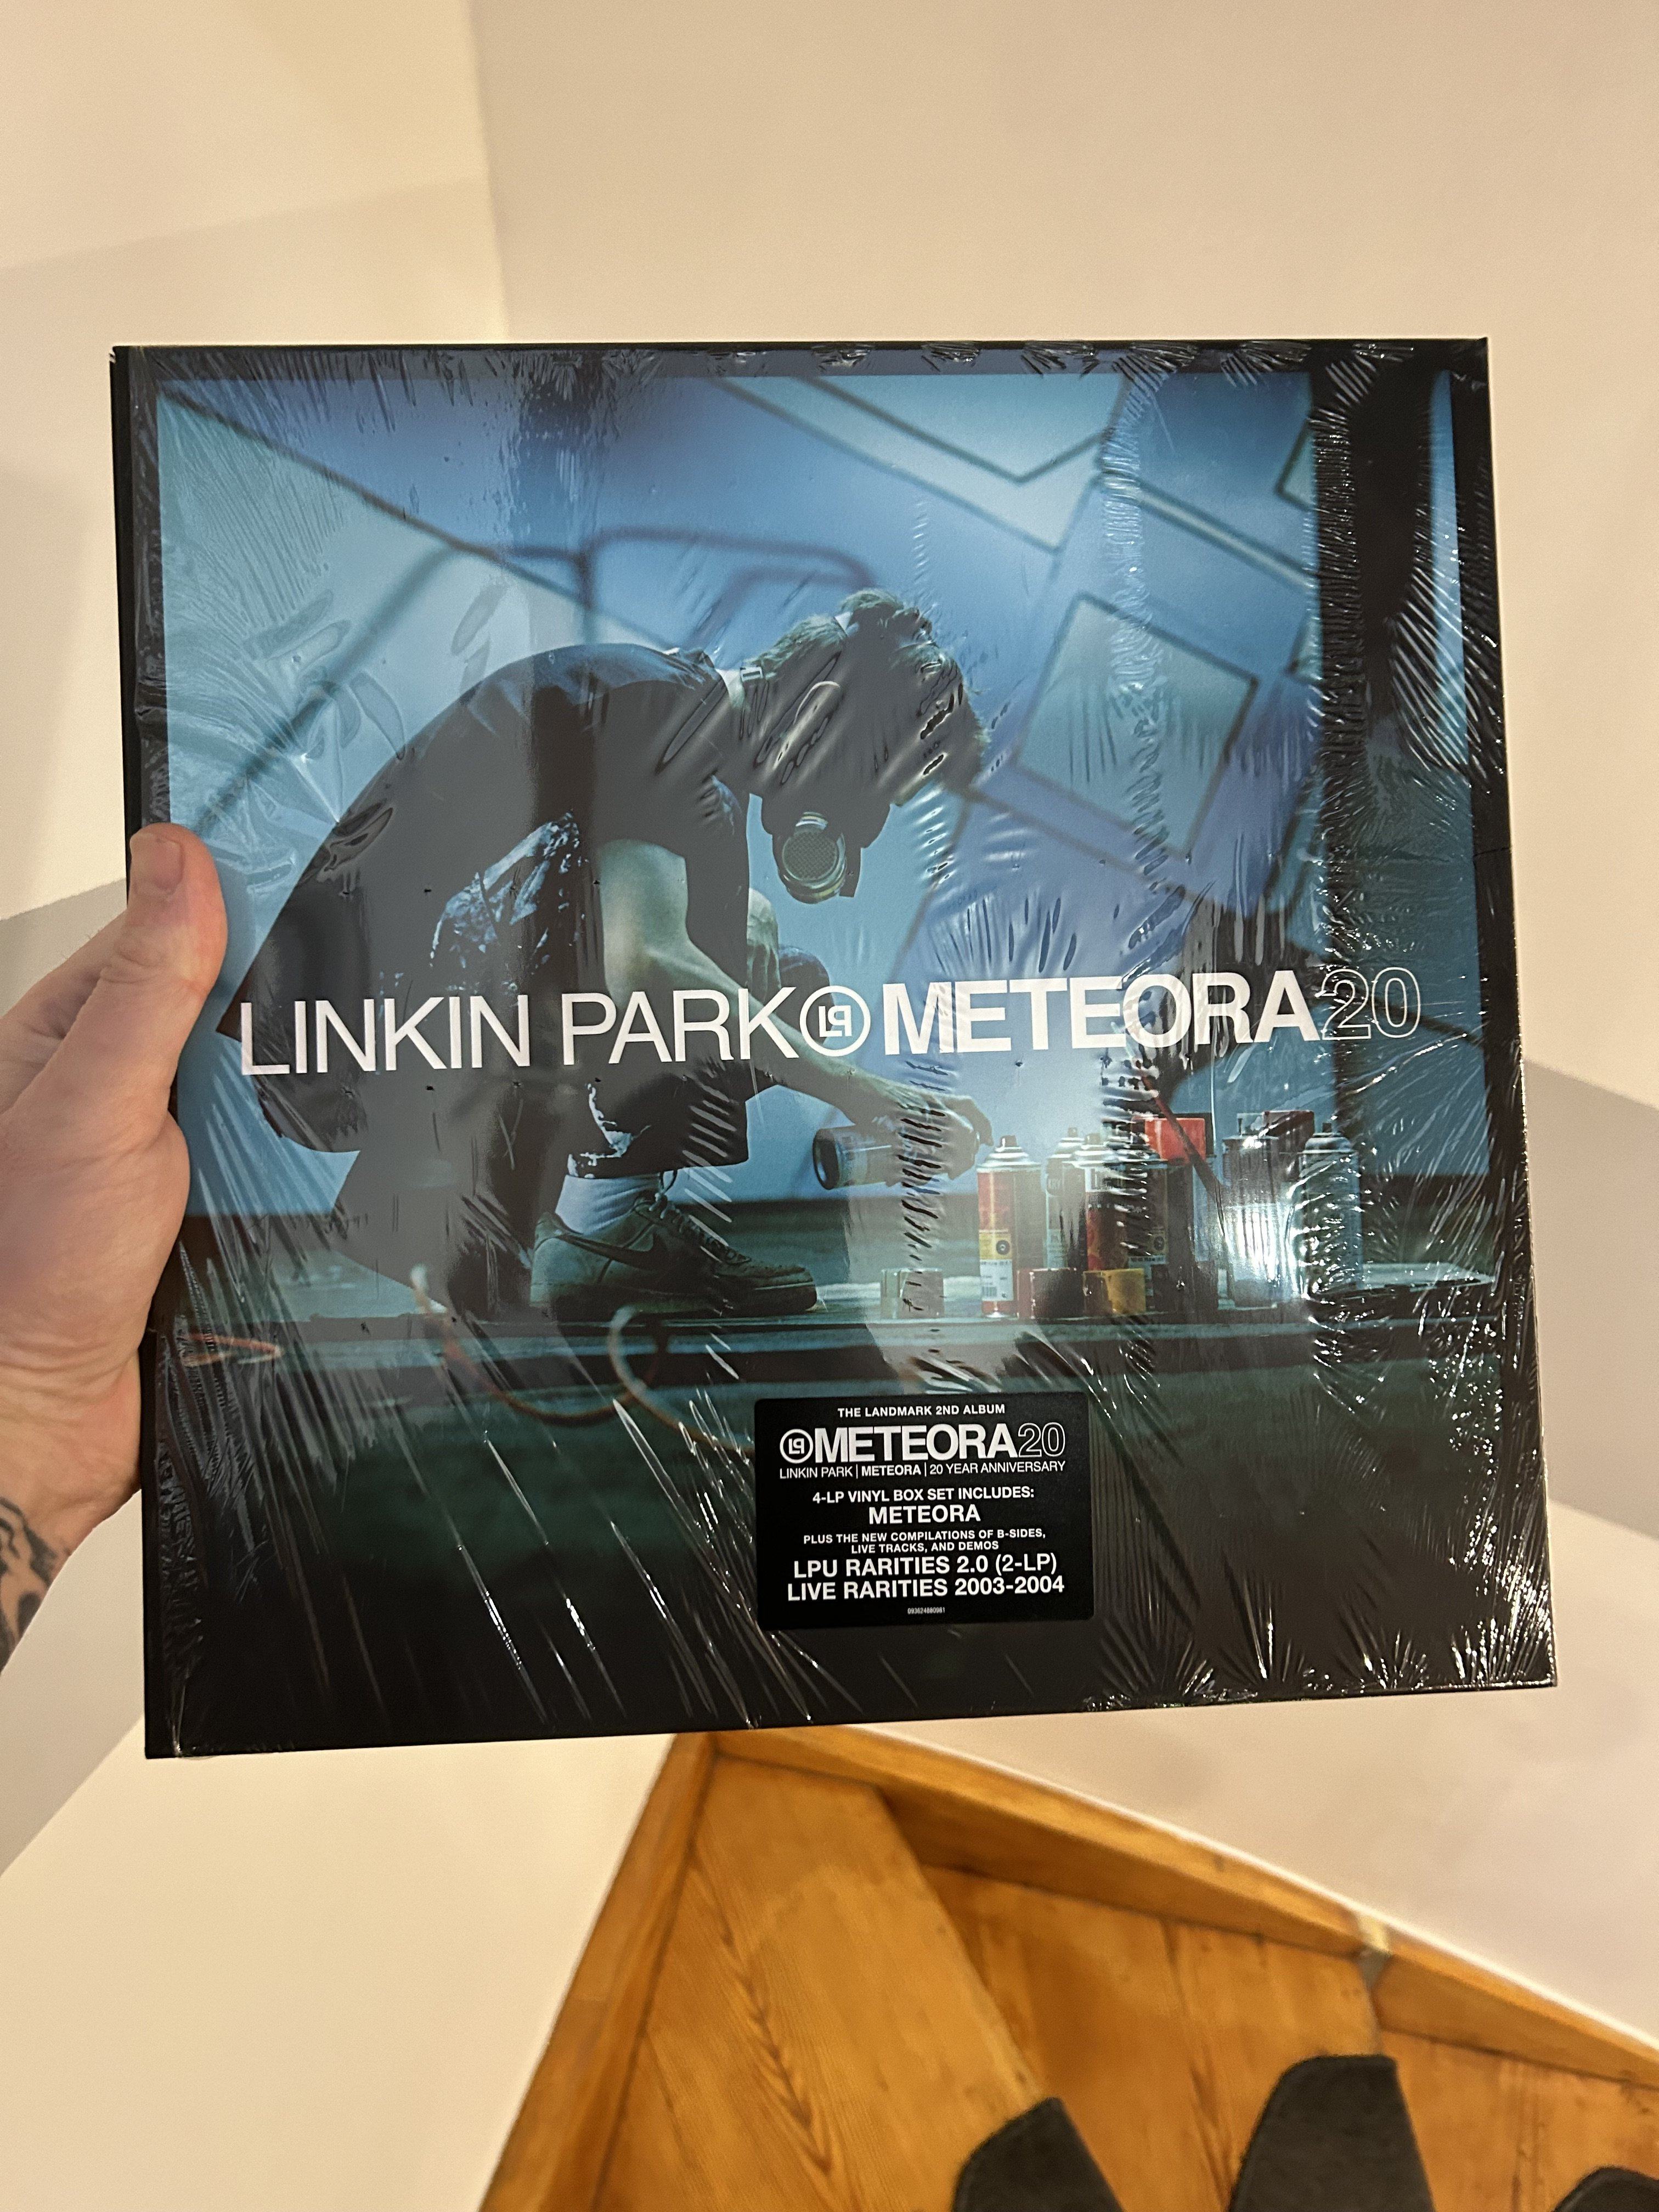 LINKIN PARK LP METEORA20
THE LANDMARK 2ND ALBUM
LP METEORA20
LINKIN PARK | METEORA | 20 YEAR ANNIVERSARY
4-LP VINYL BOX SET INCLUDES:
METEORA
PLUS THE NEW COMPILATIONS OF B-SIDES,
LIVE TRACKS, AND DEMOS
LPU RARITIES 2.0 (2-LP)
LIVE RARITIES 2003-2004